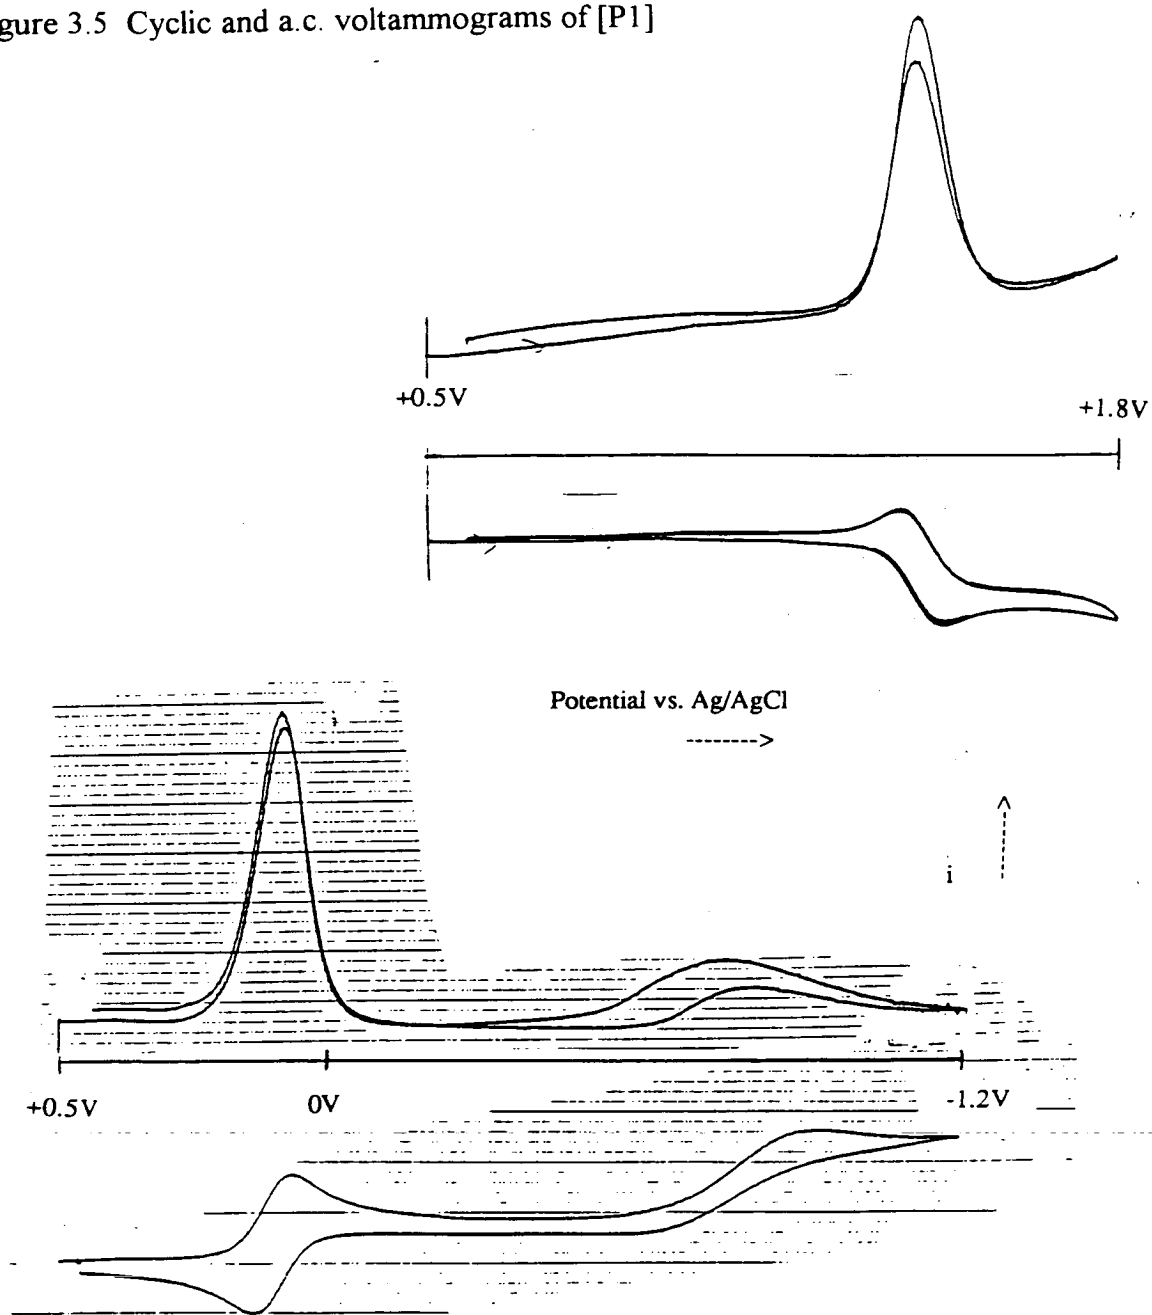 gure 3.5 Cyclic and a.c. voltammograms of [P1]
+0.5V
+1.8V
Potential vs. Ag/AgCl
-------->
i
+0.5V
0V
-1.2V